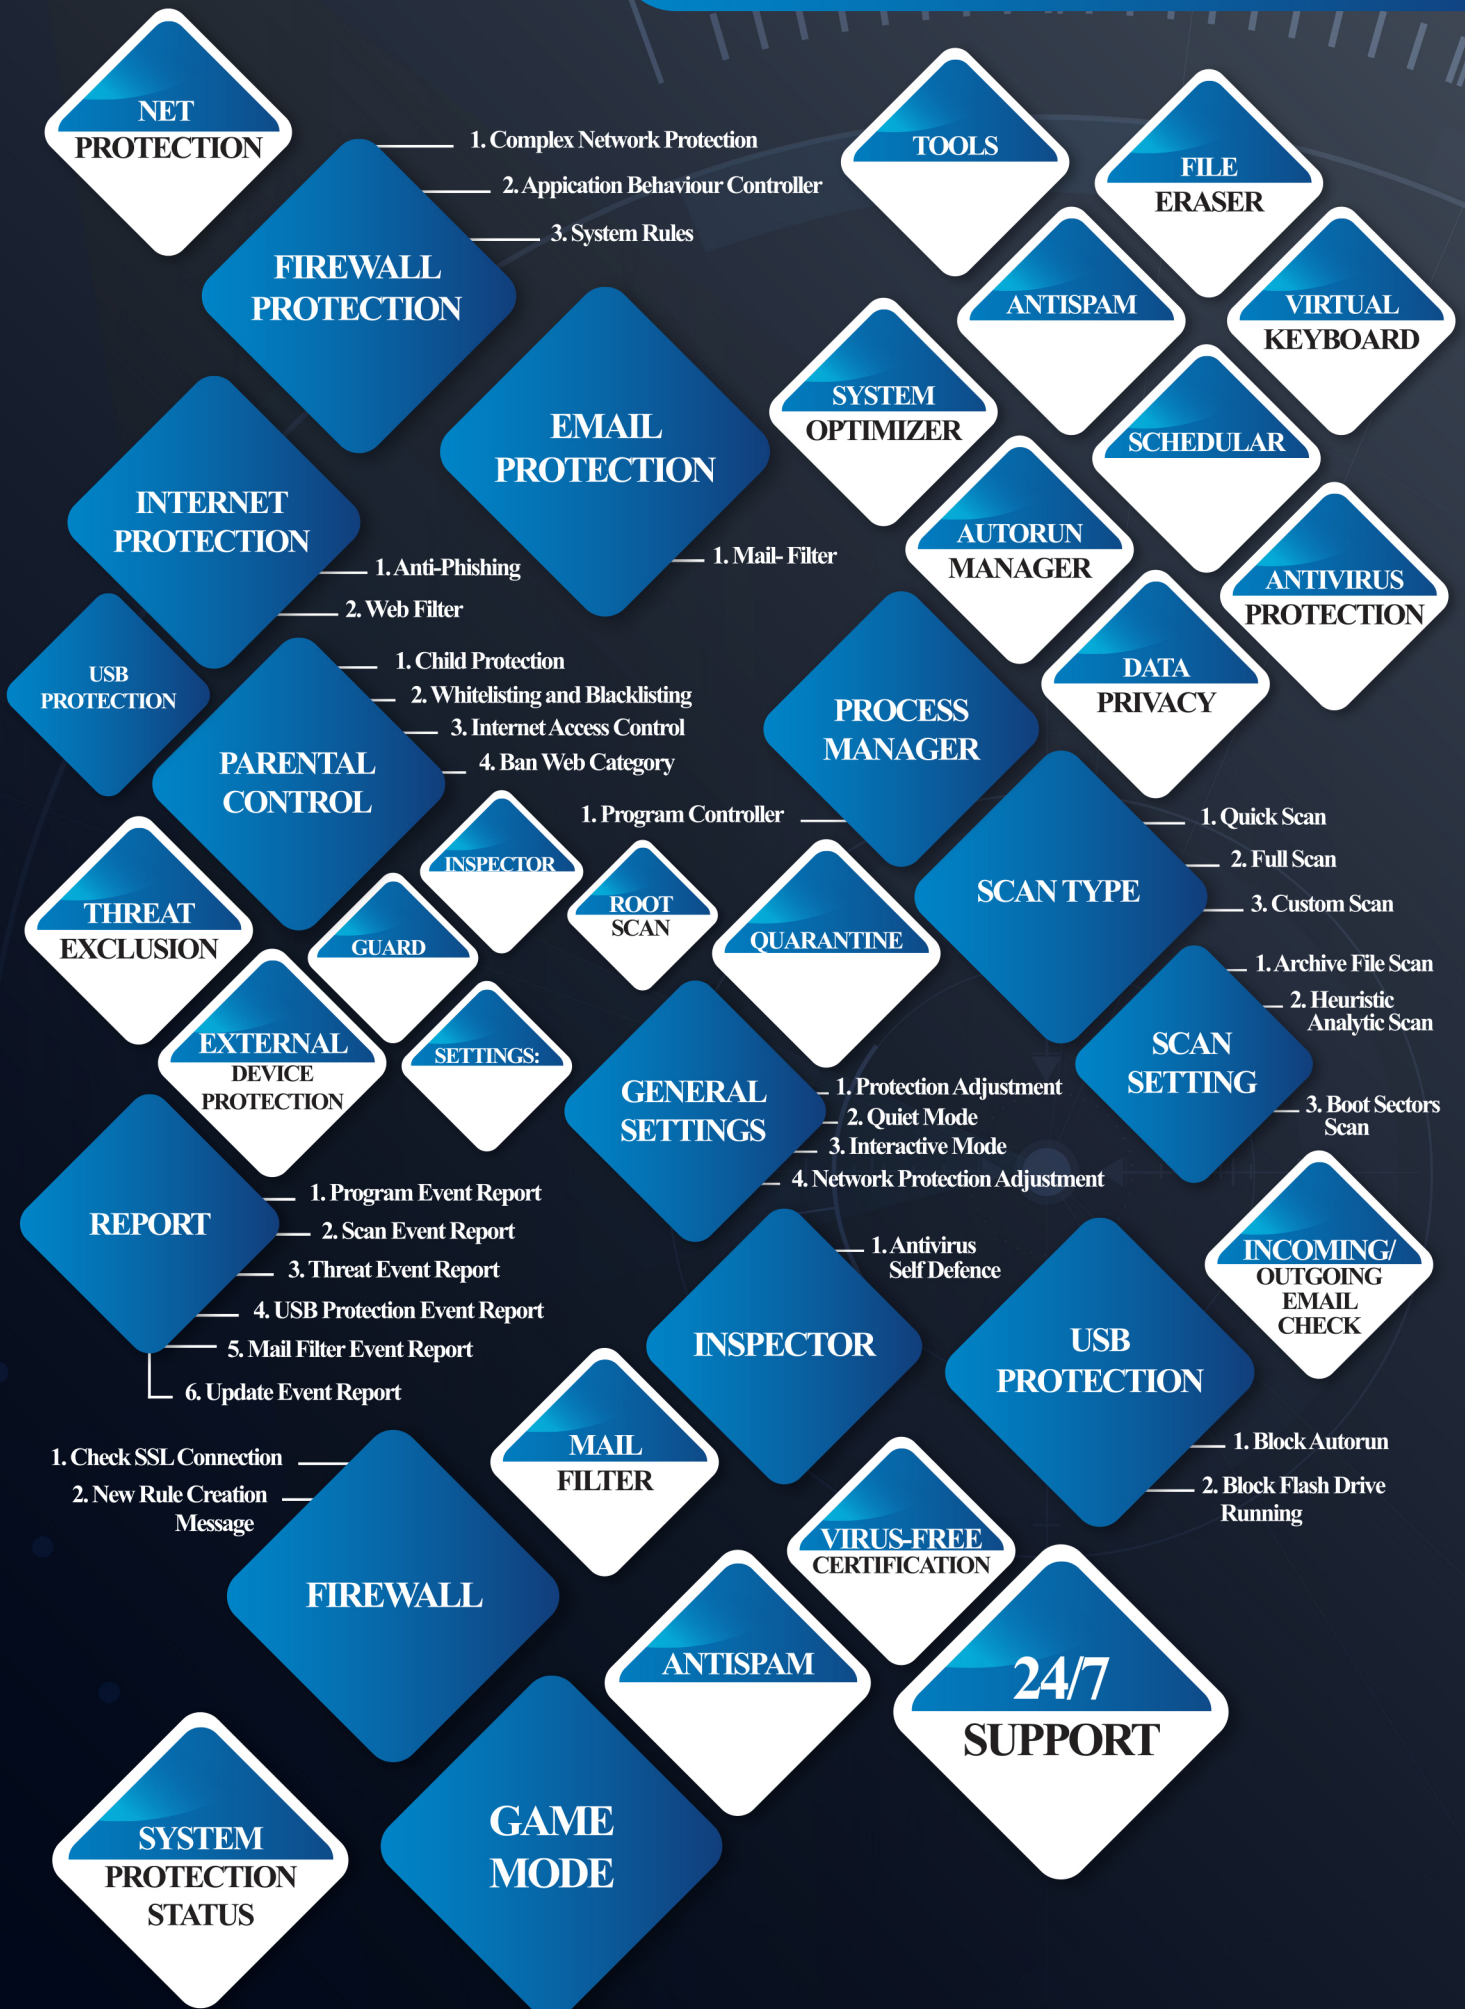 NET
PROTECTION
1. Complex Network Protection
2. Appication Behaviour Controller
3. System Rules
FIREWALL
PROTECTION
TOOLS
FILE
ERASER
ANTISPAM
VIRTUAL
KEYBOARD
SYSTEM
OPTIMIZER
SCHEDULAR
EMAIL
PROTECTION
1. Mail- Filter
AUTORUN
MANAGER
ANTIVIRUS
PROTECTION
INTERNET
PROTECTION
1. Anti-Phishing
2. Web Filter
DATA
PRIVACY
USB
PROTECTION
PARENTAL
CONTROL
1. Child Protection
2. Whitelisting and Blacklisting
3. Internet Access Control
4. Ban Web Category
PROCESS
MANAGER
1. Program Controller
SCAN TYPE
1. Quick Scan
2. Full Scan
3. Custom Scan
INSPECTOR
ROOT
SCAN
QUARANTINE
THREAT
EXCLUSION
GUARD
SCAN
SETTING
1. Archive File Scan
2. Heuristic
Analytic Scan
3. Boot Sectors
Scan
EXTERNAL
DEVICE
PROTECTION
SETTINGS:
GENERAL
SETTINGS
1. Protection Adjustment
2. Quiet Mode
3. Interactive Mode
4. Network Protection Adjustment
REPORT
1. Program Event Report
2. Scan Event Report
3. Threat Event Report
4. USB Protection Event Report
5. Mail Filter Event Report
6. Update Event Report
1. Antivirus
Self Defence
INSPECTOR
INCOMING/
OUTGOING
EMAIL
CHECK
USB
PROTECTION
1. Block Autorun
2. Block Flash Drive
Running
MAIL
FILTER
1. Check SSL Connection
2. New Rule Creation
Message
FIREWALL
VIRUS-FREE
CERTIFICATION
ANTISPAM
24/7
SUPPORT
GAME
MODE
SYSTEM
PROTECTION
STATUS